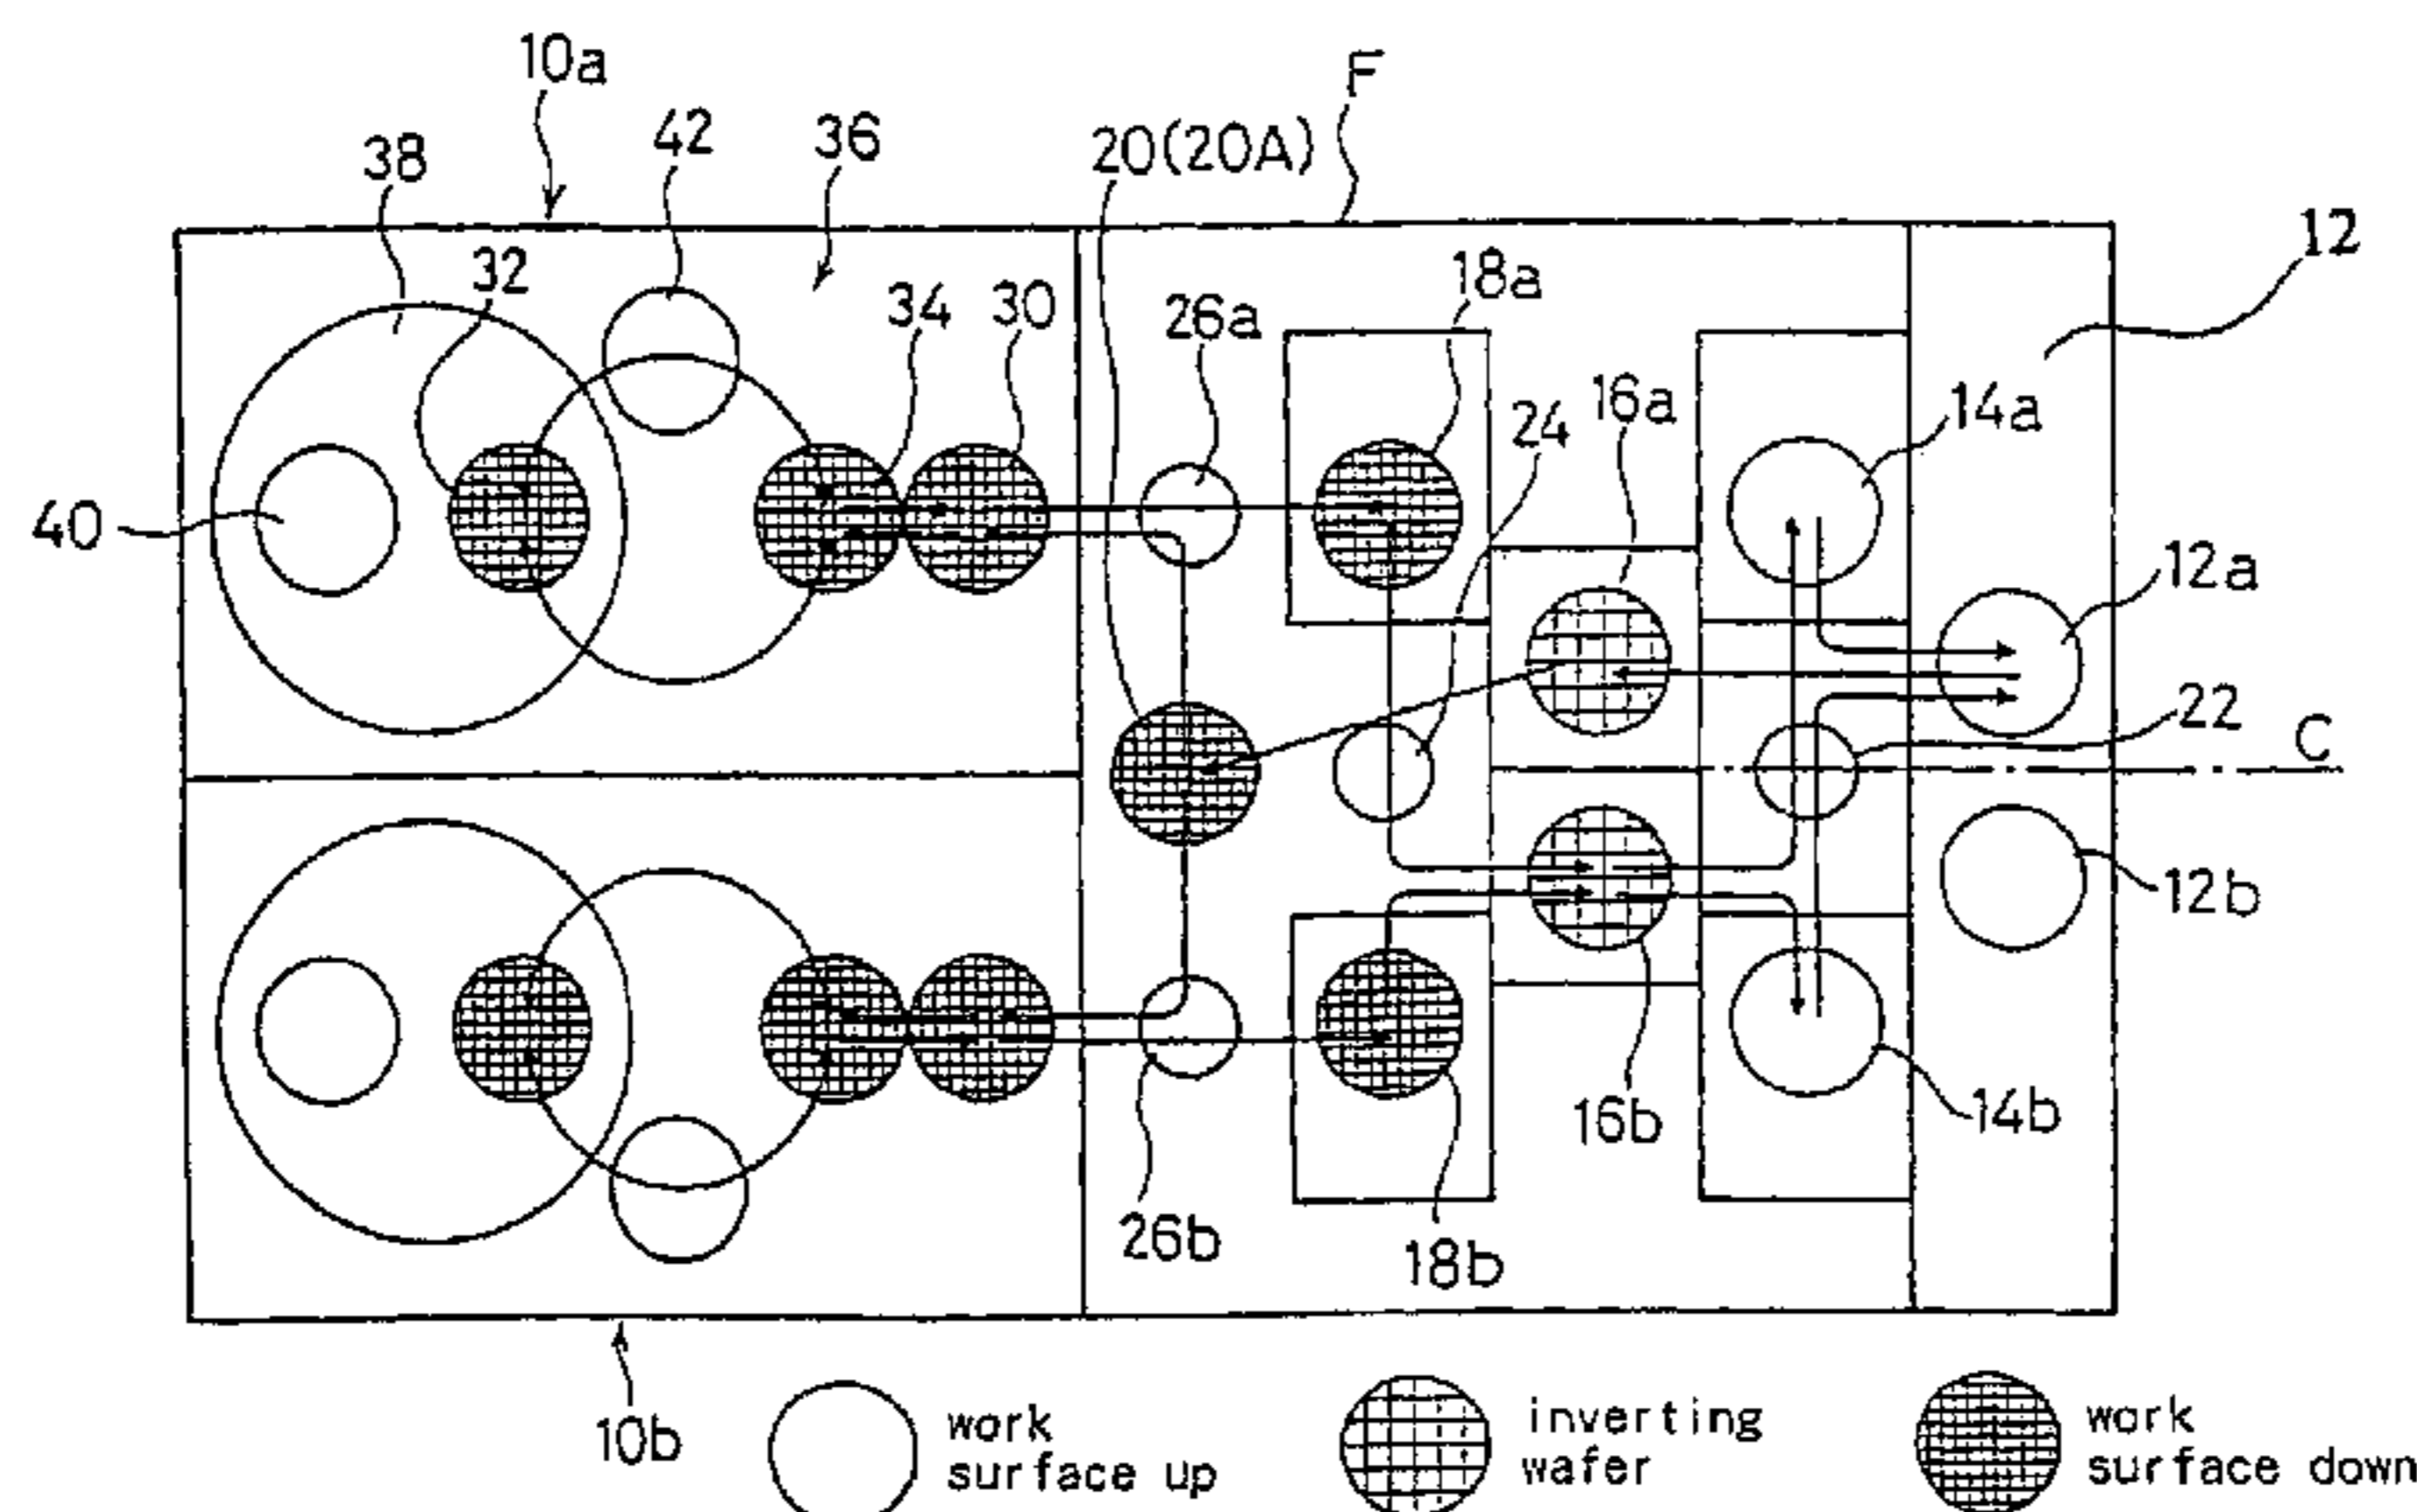 10a
F
42
36
20(20A)
38
12
32
18a
34
30
26a
16a
24
14a
40
12a
22
C
12b
16b
14b
26b
18b
10b
work
surface up
inverting
wafer
work
surface down